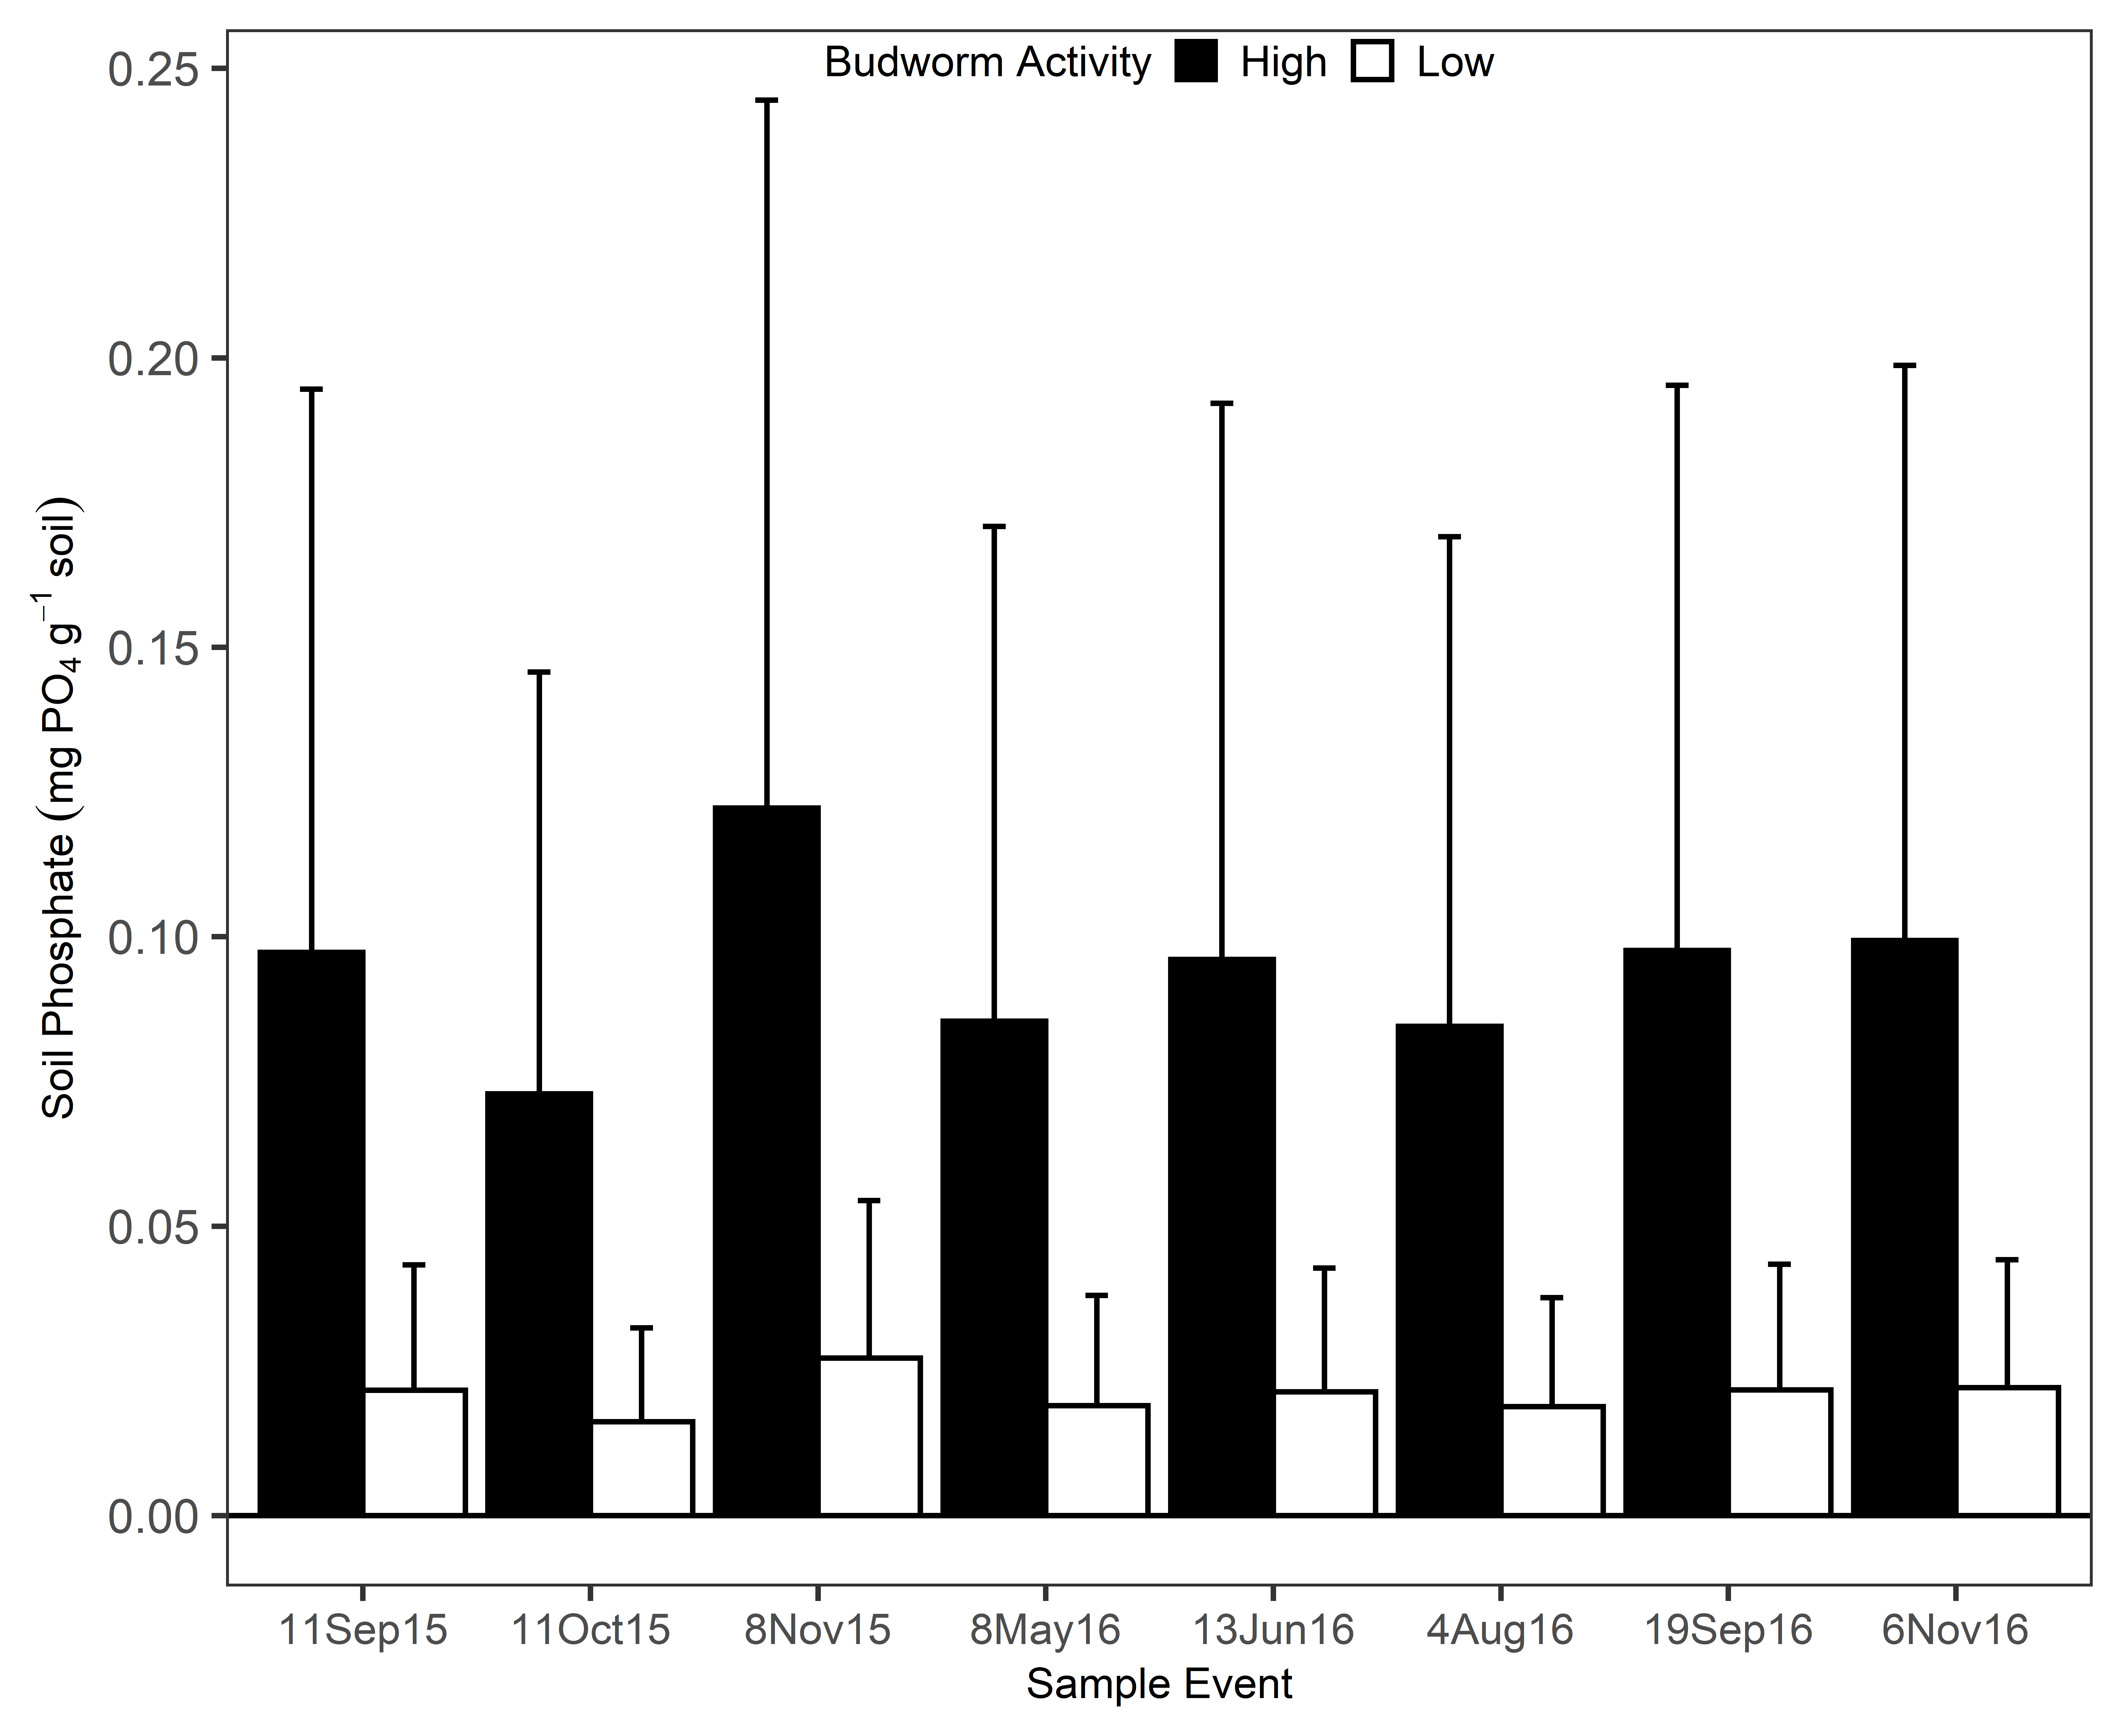 Budworm Activity High Low
0.25
0.20
0.15
0.10
0.05
0.00
Soil Phosphate (mg PO₄ g⁻¹ soil)
11Sep15 11Oct15 8Nov15 8May16 13Jun16 4Aug16 19Sep16 6Nov16
Sample Event